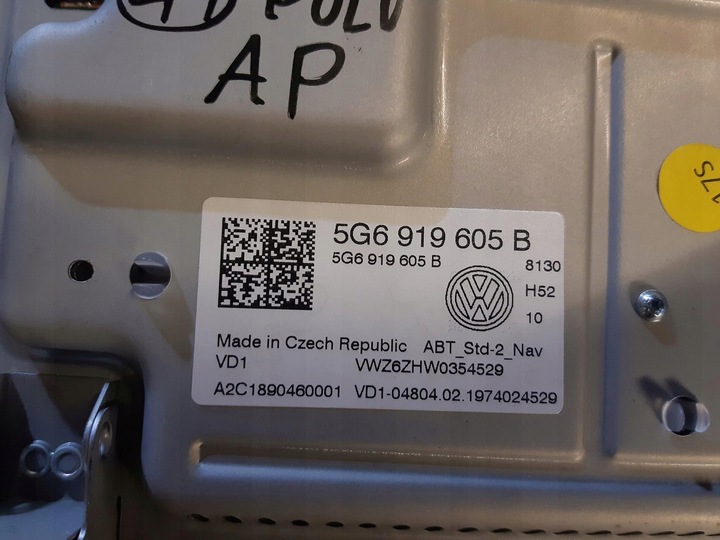 POLO
AP
5G6 919 605 B
5G6 919 605 B
8130
H52
10
Made in Czech Republic ABT_Std-2_Nav
VD1 VWZ6ZHW0354529
A2C1890460001 VD1-04804.02.1974024529